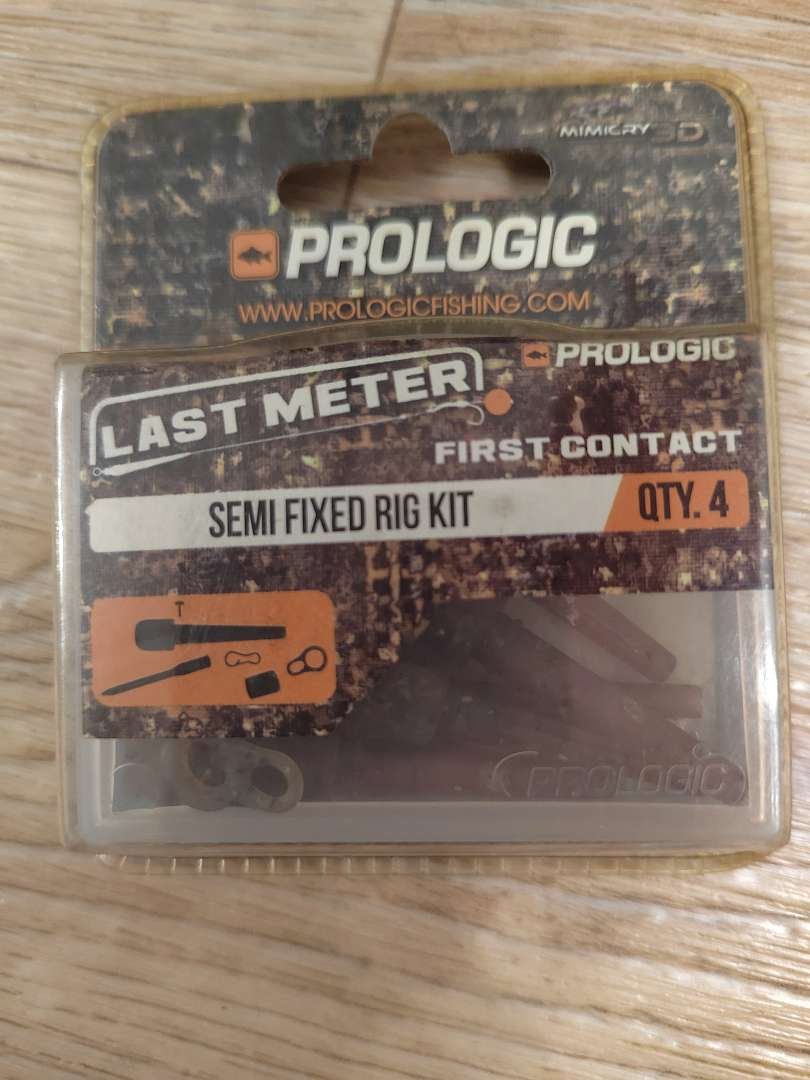 MIMICRY 3D
PROLOGIC
WWW.PROLOGICFISHING.COM
PROLOGIC
LAST METER
FIRST CONTACT
SEMI FIXED RIG KIT
QTY. 4
T
PROLOGIC